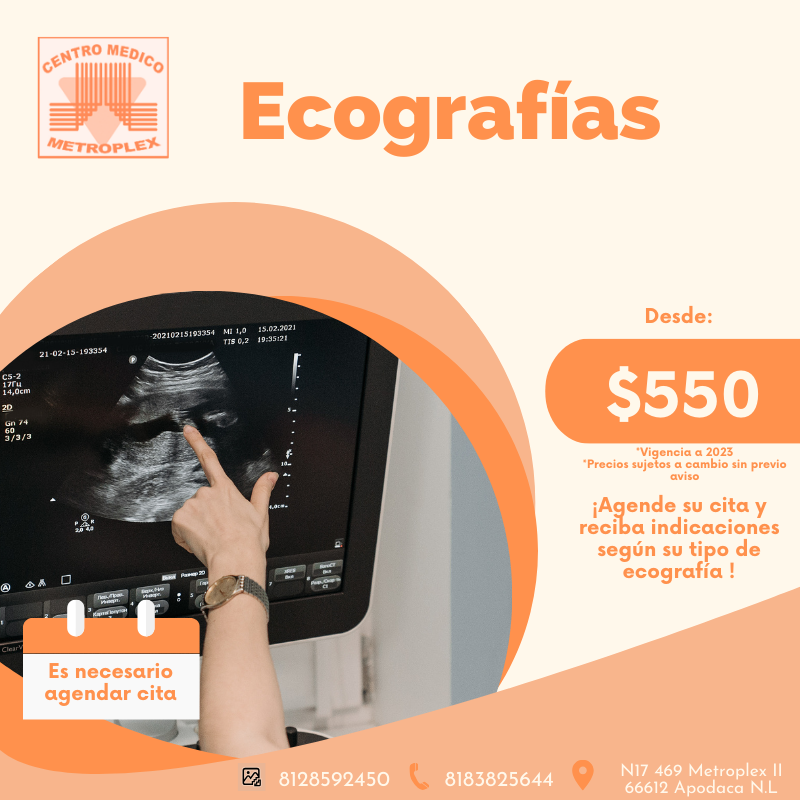 CENTRO MEDICO
METROPLEX
Ecografías
Desde:
$550
*Vigencia a 2023
*Precios sujetos a cambio sin previo
aviso
¡Agende su cita y
reciba indicaciones
según su tipo de
ecografía !
21-02-15-193354
-20210215193354
MI 1,0
15.02.2021
TIS 0,2
19:35:21
C5-2
17Гц
14,0cm
2D
Gn 74
60
3/3/3
Размер 2D
Es necesario
agendar cita
8128592450
8183825644
N17 469 Metroplex ll
66612 Apodaca N.L